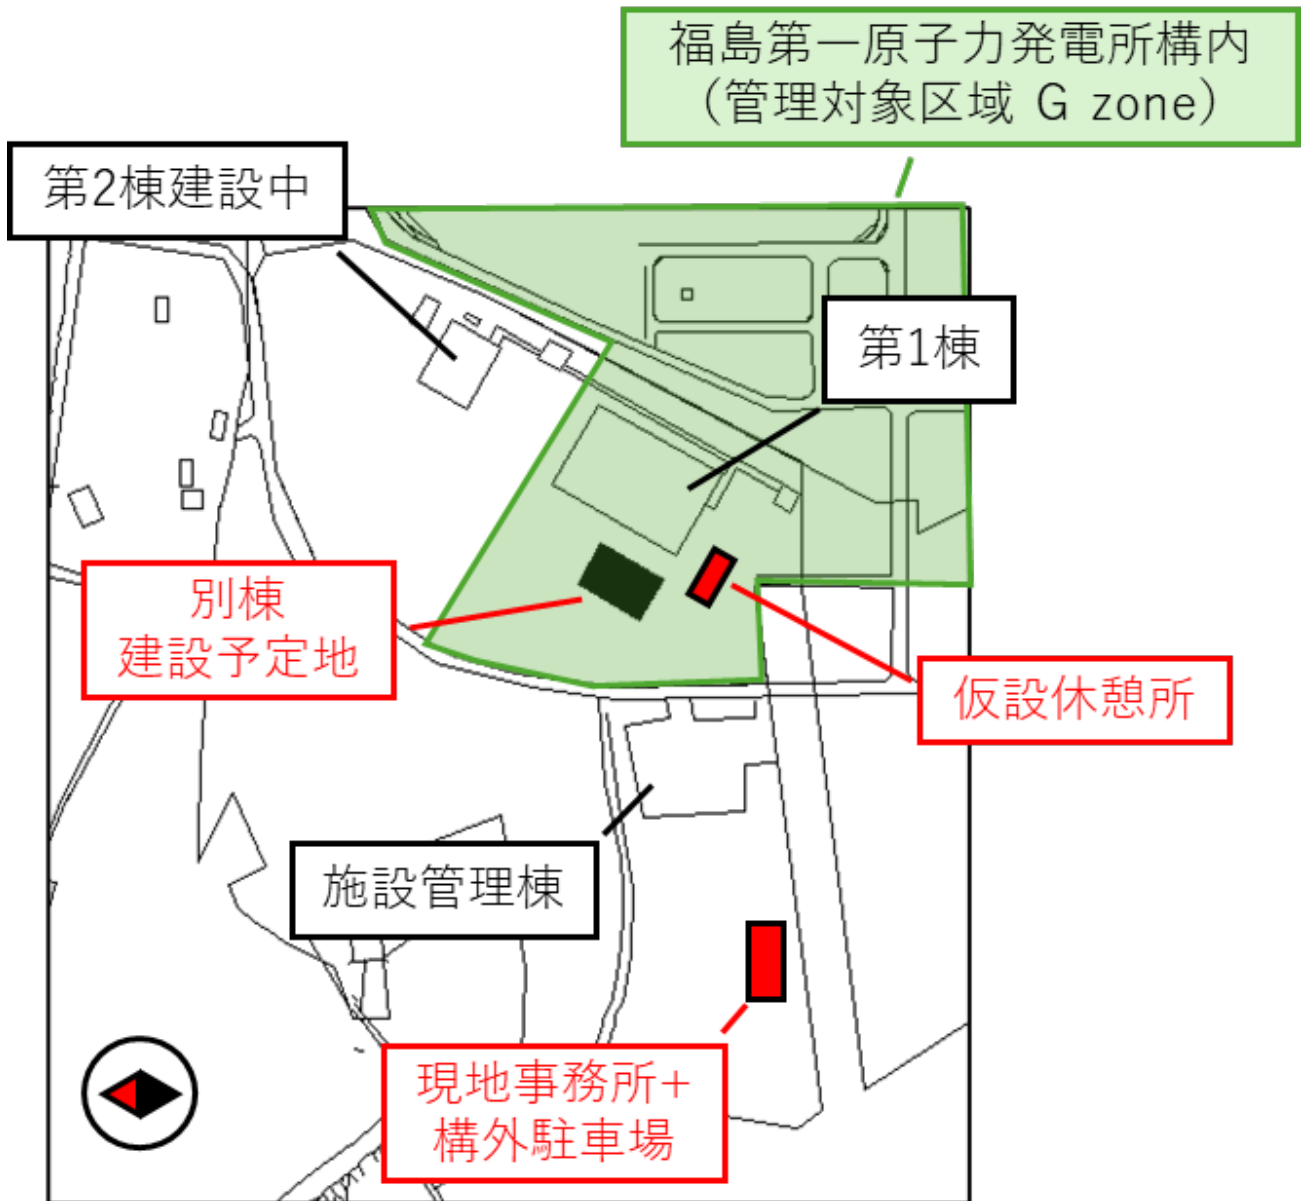 福島第一原子力発電所構内
（管理対象区域 G zone）
第2棟建設中
第1棟
別棟
建設予定地
仮設休憩所
施設管理棟
現地事務所+
構外駐車場